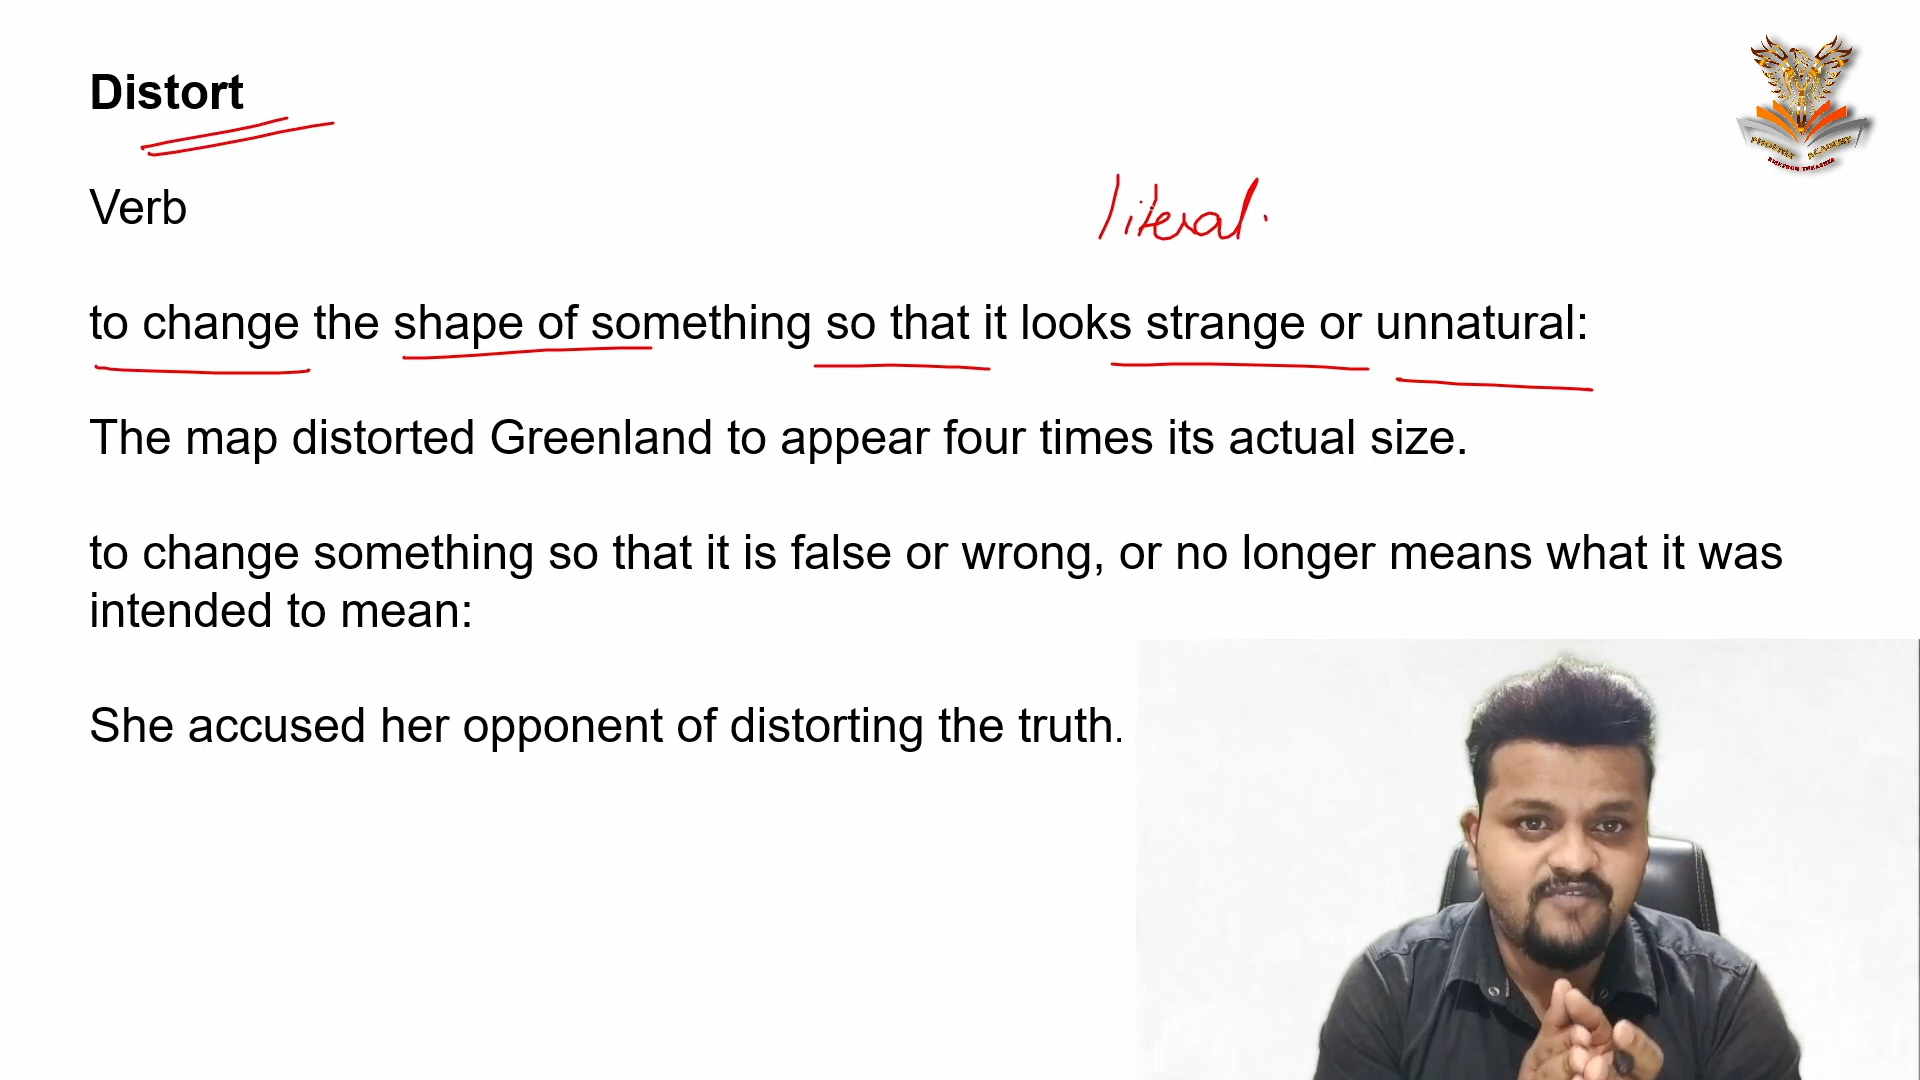 Distort
PHOENIX ACADEMY
Verb
literal.
to change the shape of something so that it looks strange or unnatural:
The map distorted Greenland to appear four times its actual size.
to change something so that it is false or wrong, or no longer means what it was
intended to mean:
She accused her opponent of distorting the truth.